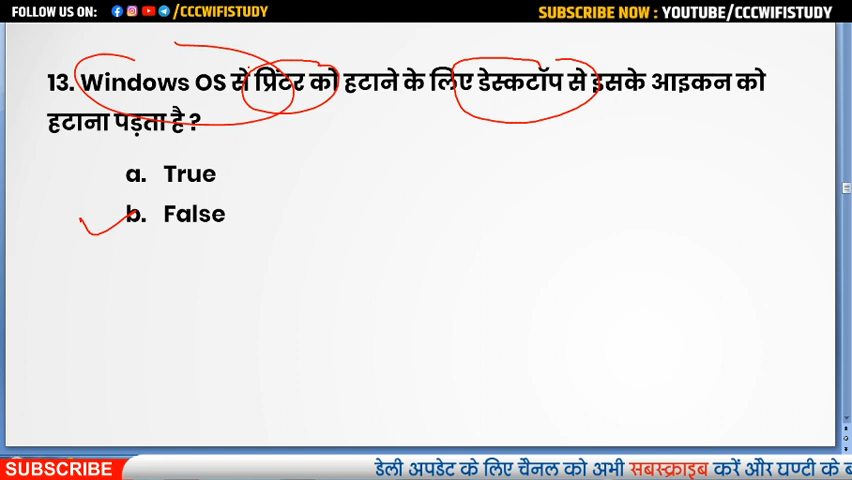 FOLLOW US ON: /CCCWIFISTUDY SUBSCRIBE NOW : YOUTUBE/CCCWIFISTUDY
13. Windows OS सें प्रिंटर को हटाने के लिए डेस्कटॉप से इसके आइकन को
हटाना पड़ता है ?
a. True
b. False
SUBSCRIBE डेली अपडेट के लिए चैनल को अभी सबस्क्राइब करें और घण्टी के